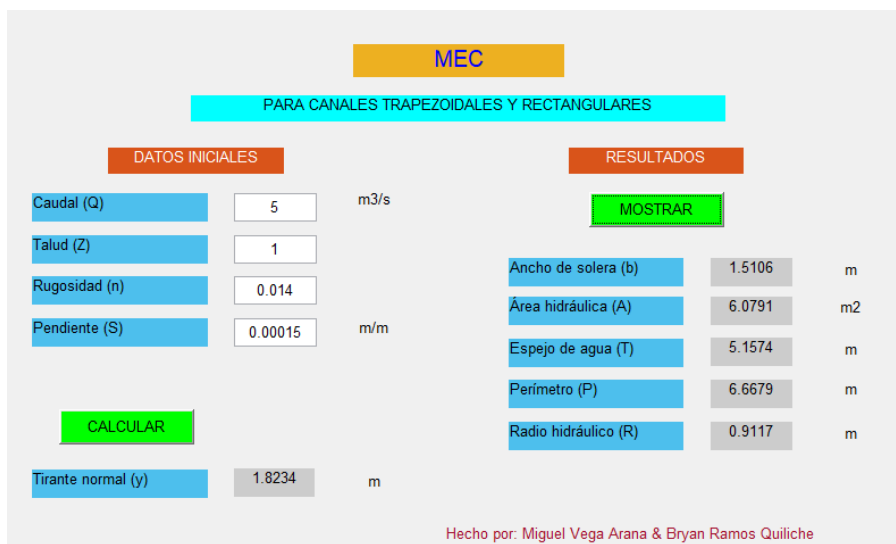 MEC
PARA CANALES TRAPEZOIDALES Y RECTANGULARES
DATOS INICIALES
Caudal (Q) 5 m3/s
Talud (Z) 1
Rugosidad (n) 0.014
Pendiente (S) 0.00015 m/m
CALCULAR
Tirante normal (y) 1.8234 m
RESULTADOS
MOSTRAR
Ancho de solera (b) 1.5106 m
Área hidráulica (A) 6.0791 m2
Espejo de agua (T) 5.1574 m
Perímetro (P) 6.6679 m
Radio hidráulico (R) 0.9117 m
Hecho por: Miguel Vega Arana & Bryan Ramos Quiliche